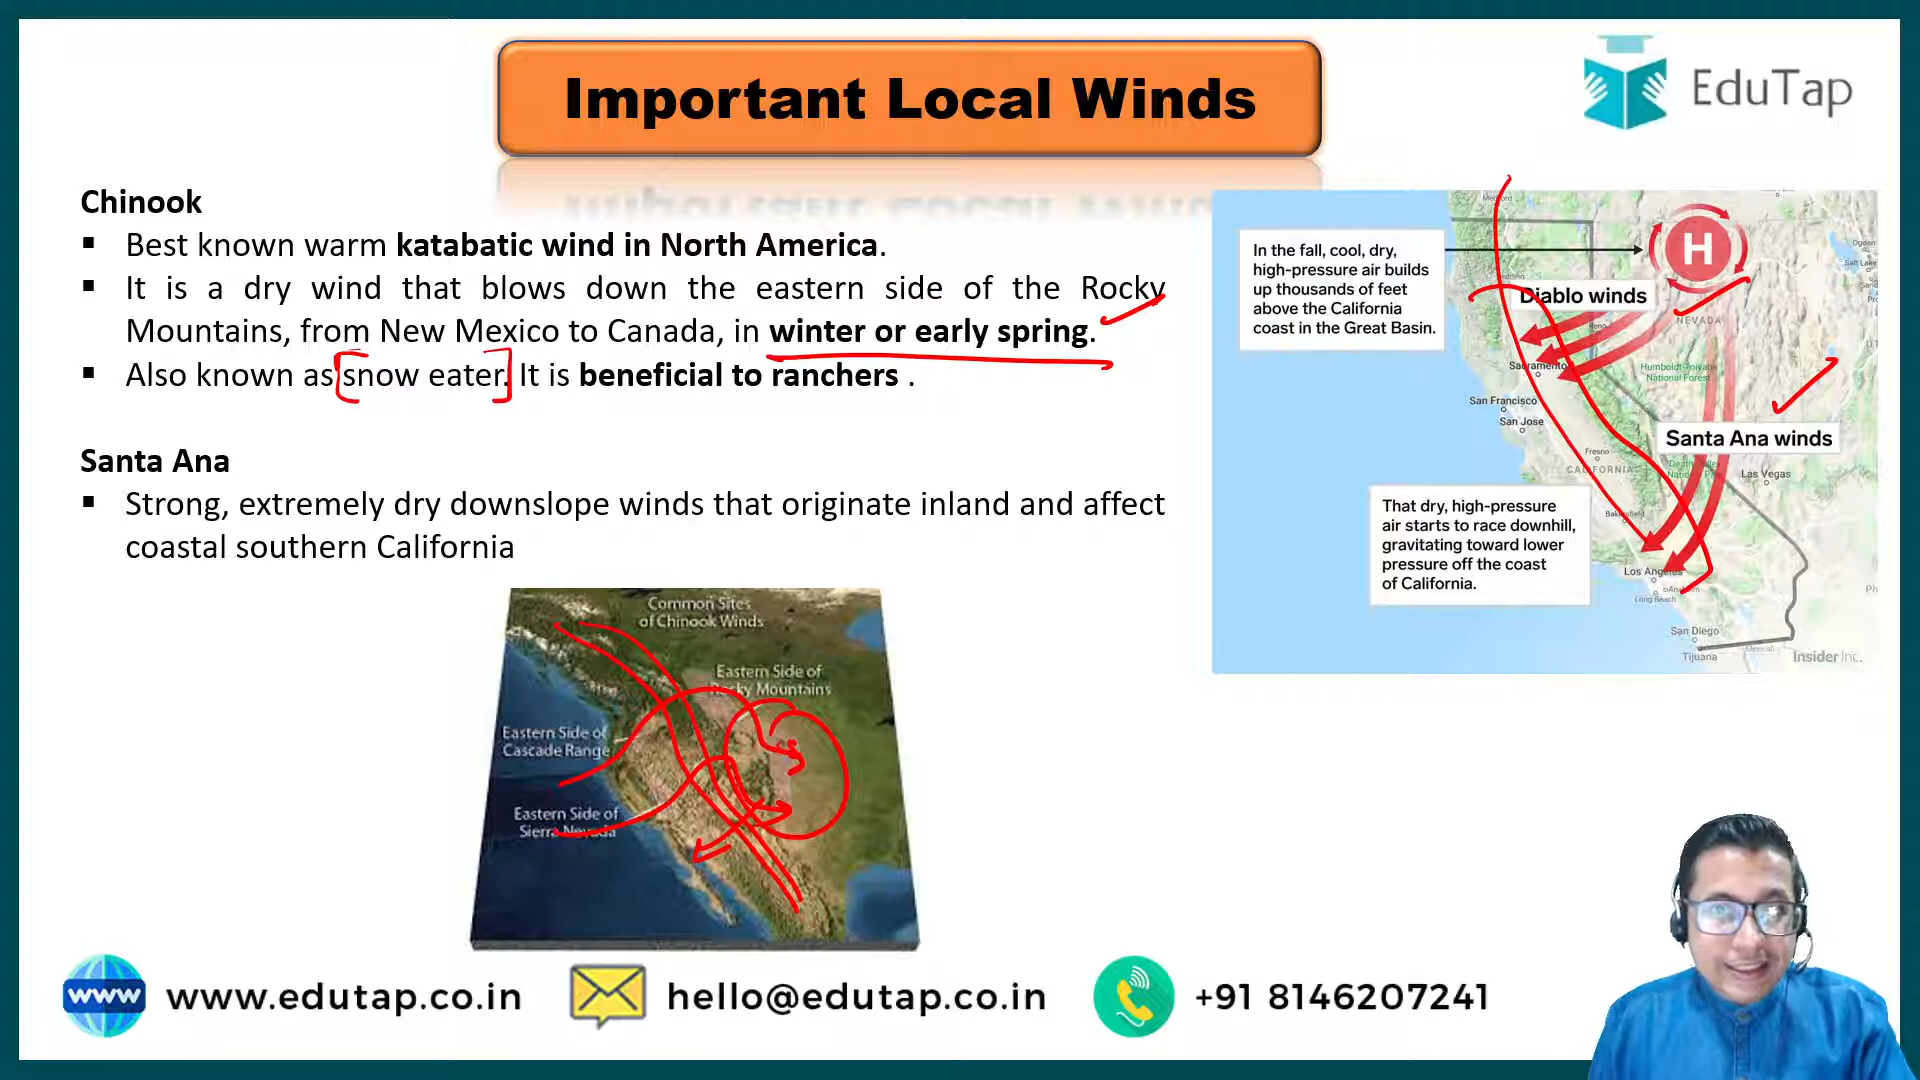 Important Local Winds
EduTap
Chinook
▪ Best known warm katabatic wind in North America.
▪ It is a dry wind that blows down the eastern side of the Rocky
Mountains, from New Mexico to Canada, in winter or early spring.
▪ Also known as snow eater. It is beneficial to ranchers .
Santa Ana
▪ Strong, extremely dry downslope winds that originate inland and affect
coastal southern California
In the fall, cool, dry,
high-pressure air builds
up thousands of feet
above the California
coast in the Great Basin.
H
Diablo winds
NEVADA
Reno
Sacramento
Humboldt-Toiyabe
National Forest
San Francisco
San Jose
Santa Ana winds
Fresno
CALIFORNIA
Las Vegas
That dry, high-pressure
air starts to race downhill,
gravitating toward lower
pressure off the coast
of California.
Bakersfield
Los Angeles
Long Beach
San Diego
Tijuana
Mexicali
Insider Inc.
Ogden
Salt Lake
Common Sites
of Chinook Winds
Eastern Side of
Rocky Mountains
Eastern Side of
Cascade Range
Eastern Side of
Sierra Nevada
www
www.edutap.co.in
hello@edutap.co.in
+91 8146207241